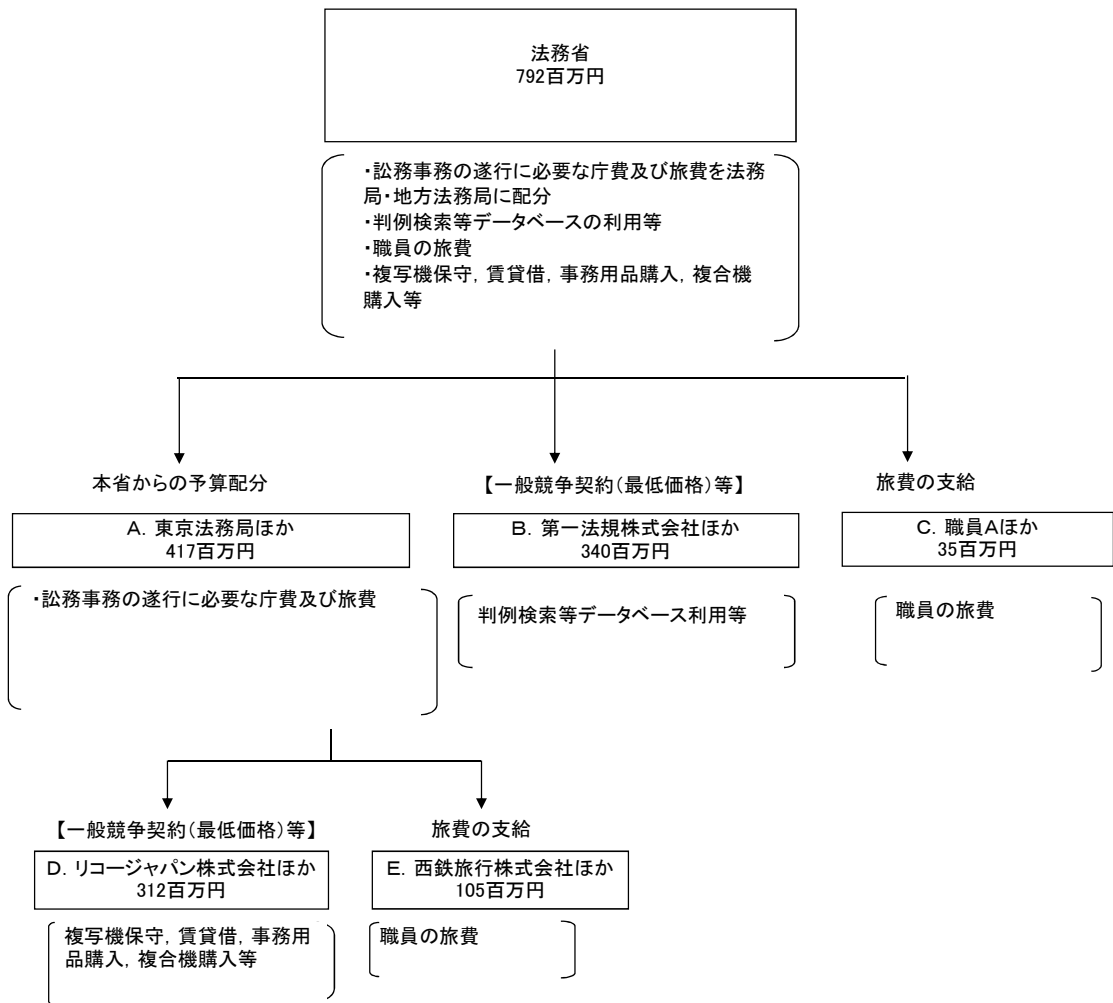 法務省
792百万円
・訟務事務の遂行に必要な庁費及び旅費を法務
局・地方法務局に配分
・判例検索等データベースの利用等
・職員の旅費
・複写機保守, 賃貸借, 事務用品購入, 複合機
購入等
本省からの予算配分
【一般競争契約(最低価格)等】
旅費の支給
A. 東京法務局ほか
417百万円
B. 第一法規株式会社ほか
340百万円
C. 職員Aほか
35百万円
・訟務事務の遂行に必要な庁費及び旅費
判例検索等データベース利用等
職員の旅費
【一般競争契約(最低価格)等】
旅費の支給
D. リコージャパン株式会社ほか
312百万円
E. 西鉄旅行株式会社ほか
105百万円
複写機保守, 賃貸借, 事務用
品購入, 複合機購入等
職員の旅費